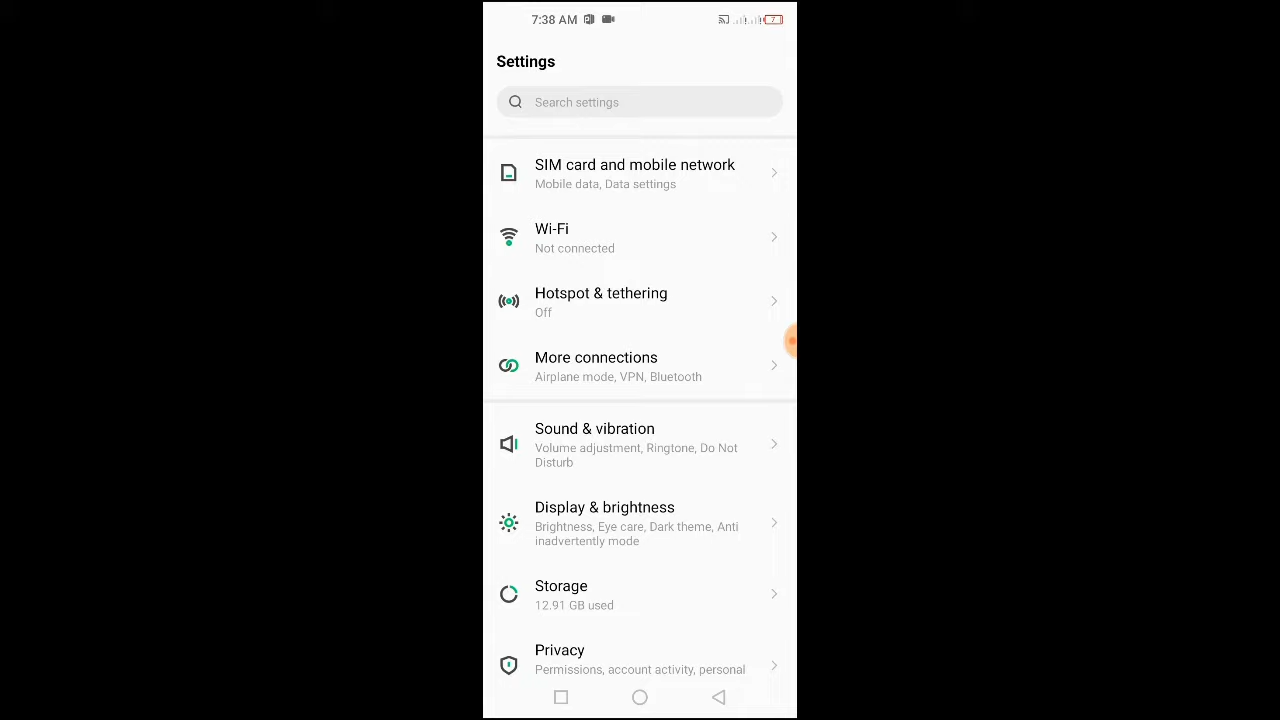 7:38 AM
7
Settings
Search settings
SIM card and mobile network
Mobile data, Data settings
Wi-Fi
Not connected
Hotspot & tethering
Off
More connections
Airplane mode, VPN, Bluetooth
Sound & vibration
Volume adjustment, Ringtone, Do Not
Disturb
Display & brightness
Brightness, Eye care, Dark theme, Anti
inadvertently mode
Storage
12.91 GB used
Privacy
Permissions, account activity, personal